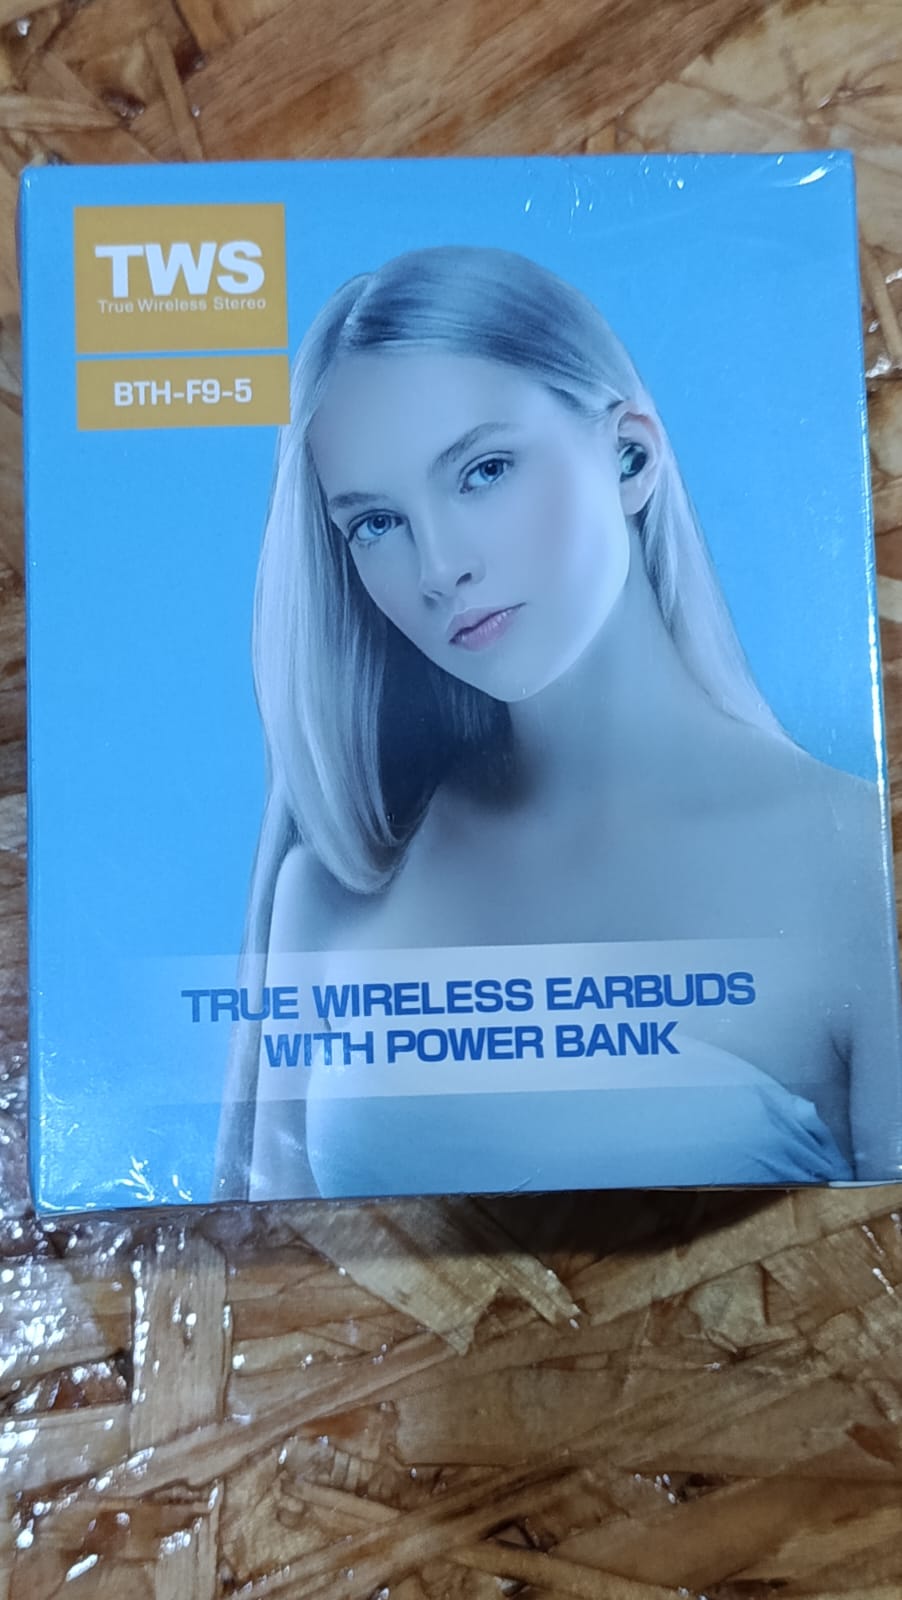 TWS
True Wireless Stereo
BTH-F9-5
TRUE WIRELESS EARBUDS
WITH POWER BANK